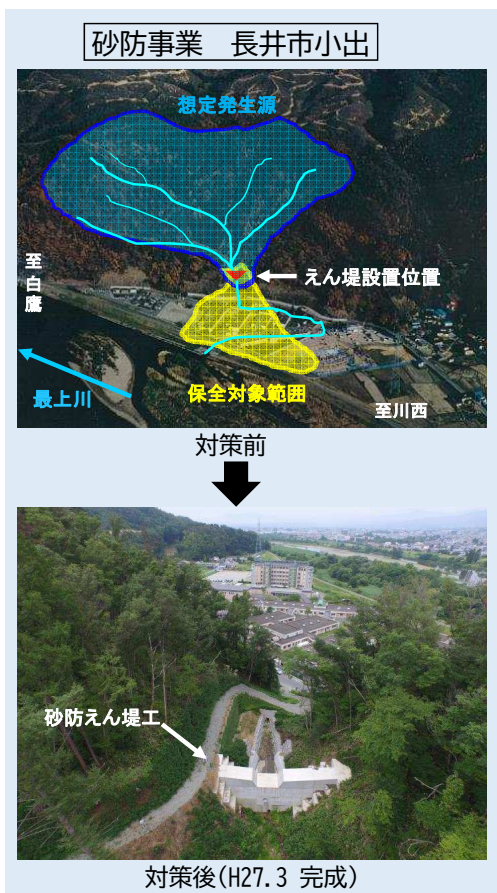 砂防事業　長井市小出
想定発生源
えん堤設置位置
至白鷹
最上川
保全対象範囲
至川西
対策前
砂防えん堤工
対策後(H27.3 完成)